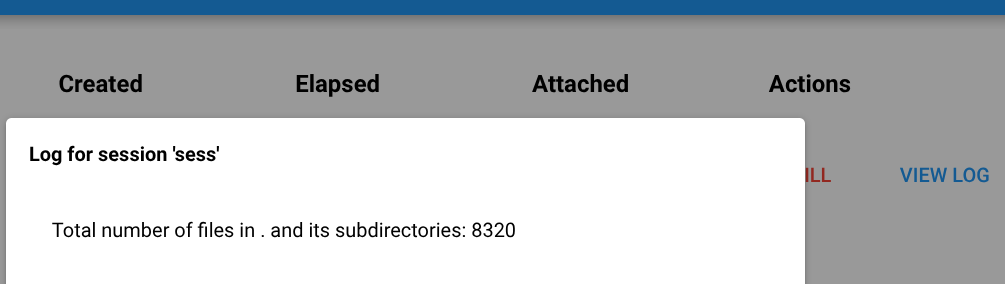 Created Elapsed Attached Actions
Log for session 'sess'
ILL VIEW LOG
Total number of files in . and its subdirectories: 8320